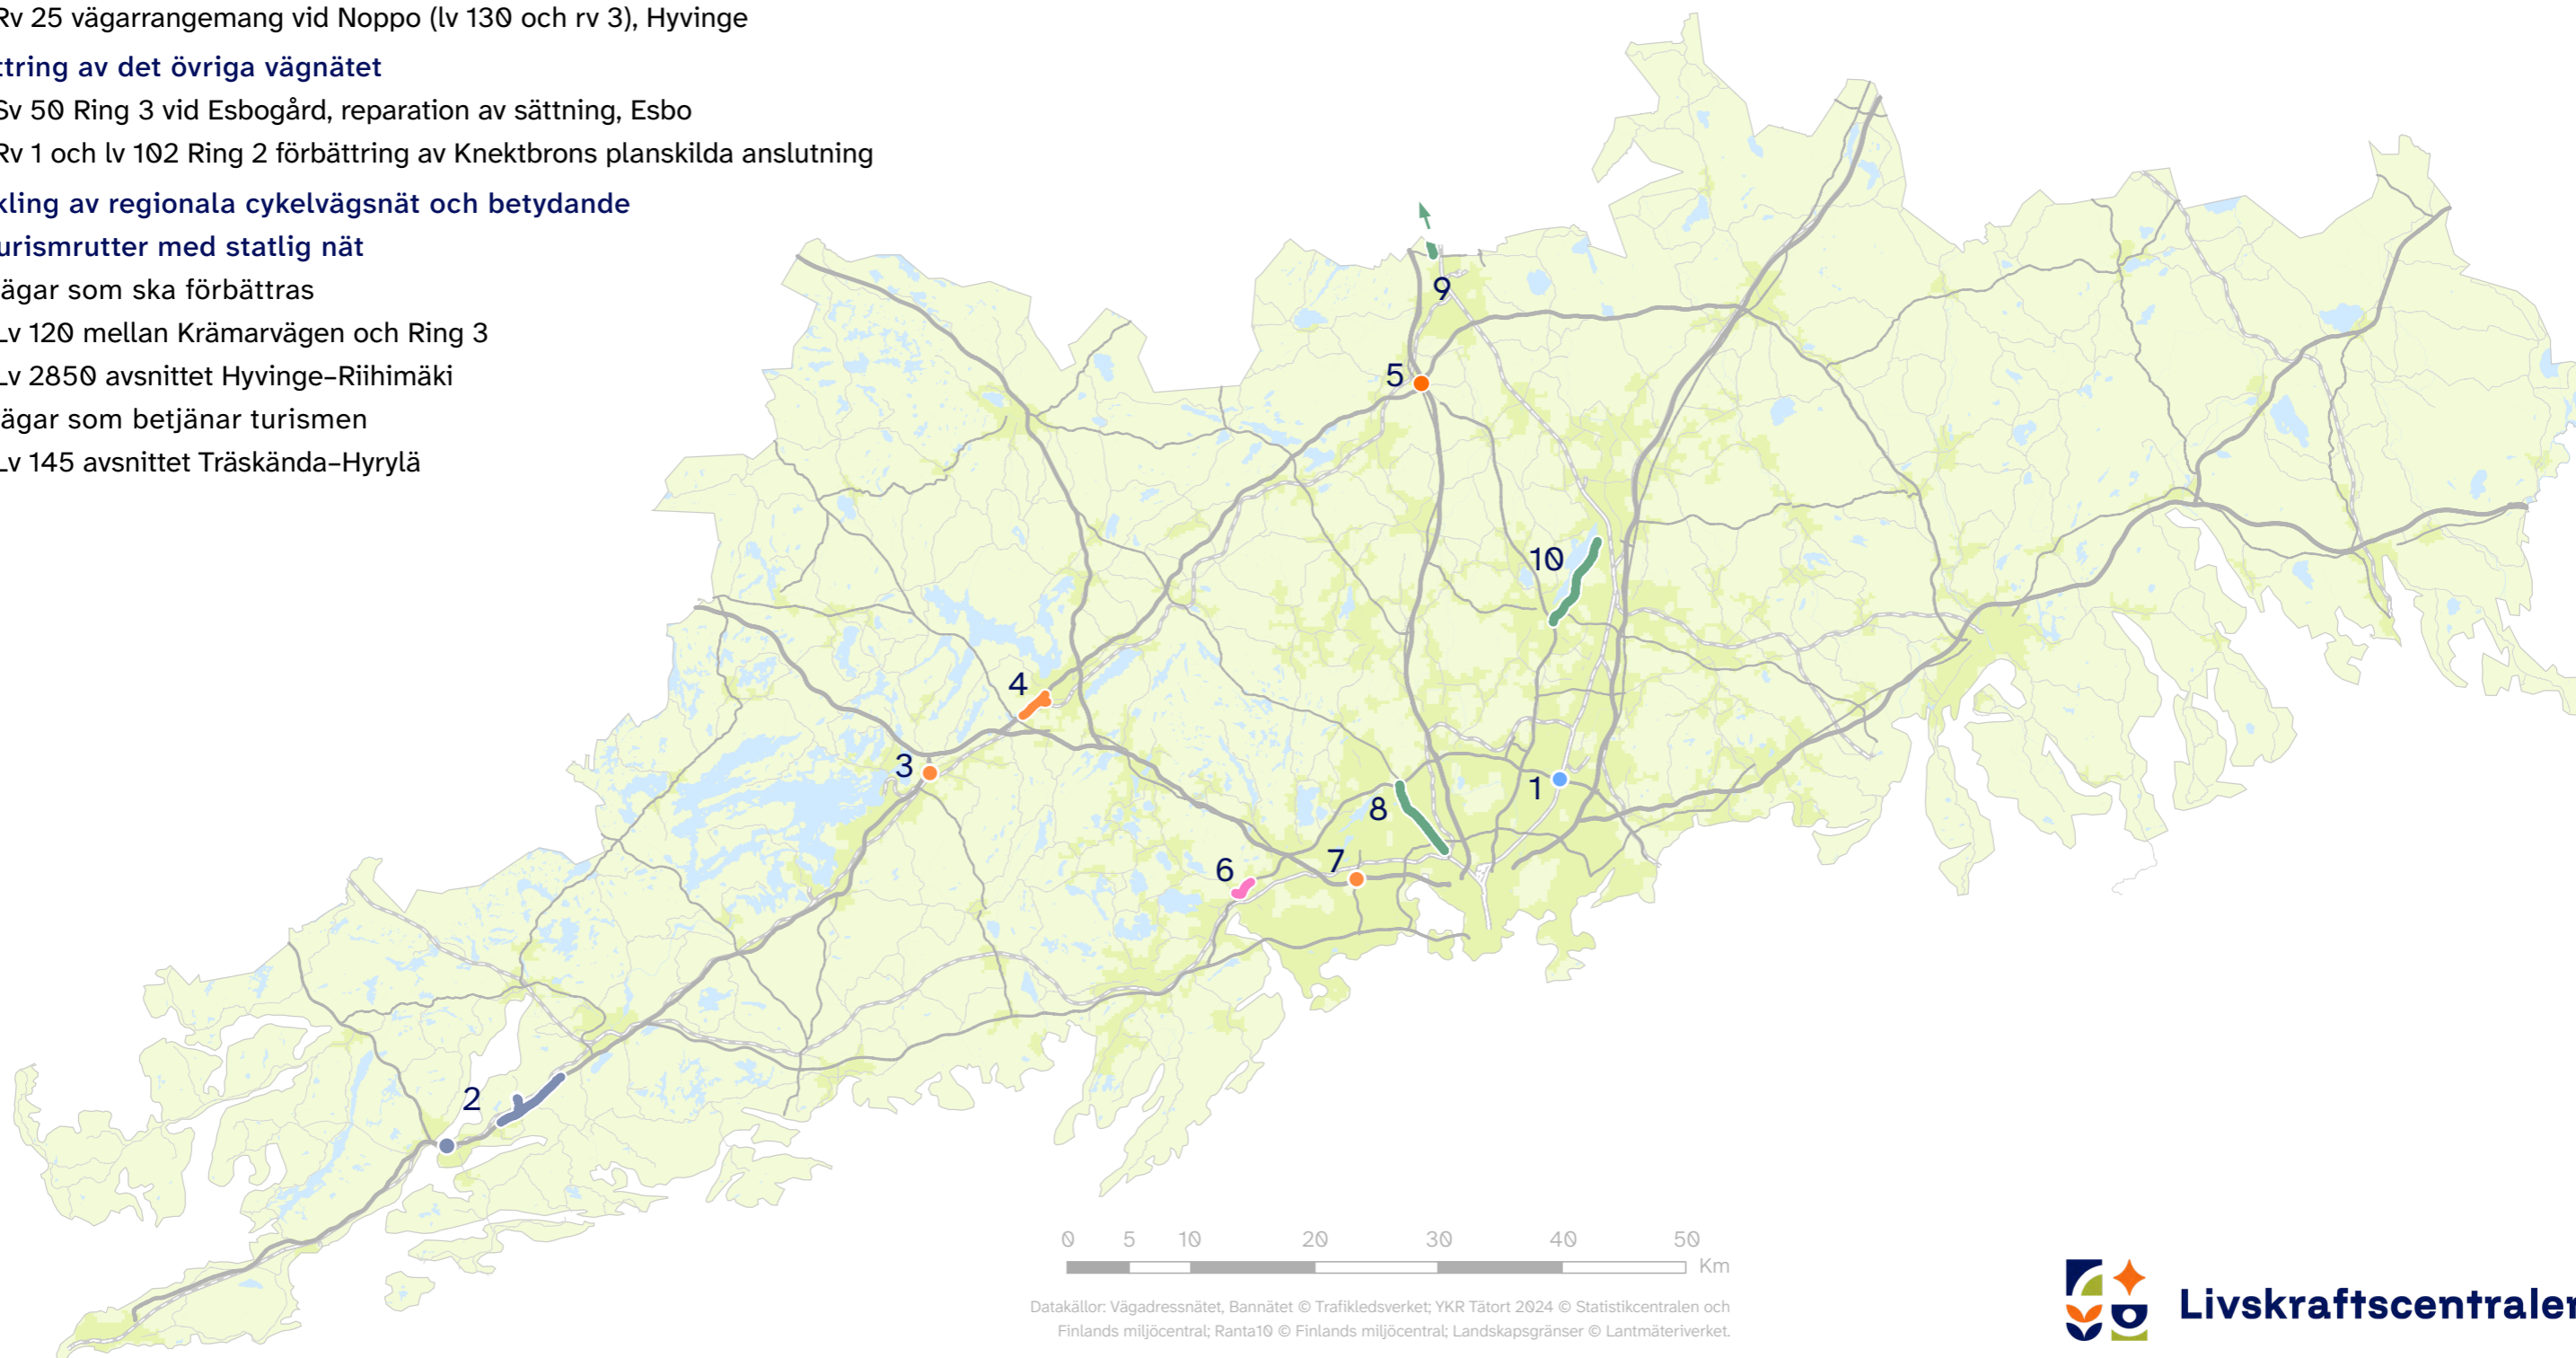 Rv 25 vägarrangemang vid Noppo (lv 130 och rv 3), Hyvinge
ttring av det övriga vägnätet
Sv 50 Ring 3 vid Esbogård, reparation av sättning, Esbo
Rv 1 och lv 102 Ring 2 förbättring av Knektbrons planskilda anslutning
kling av regionala cykelvägsnät och betydande
urismrutter med statlig nät
ägar som ska förbättras
Lv 120 mellan Krämarvägen och Ring 3
Lv 2850 avsnittet Hyvinge–Riihimäki
ägar som betjänar turismen
Lv 145 avsnittet Träskända–Hyrylä
9
5
10
4
3
1
8
7
6
2
0 5 10 20 30 40 50
Km
Datakällor: Vägadressnätet, Bannätet © Trafikledsverket; YKR Tätort 2024 © Statistikcentralen och
Finlands miljöcentral; Ranta10 © Finlands miljöcentral; Landskapsgränser © Lantmäteriverket.
Livskraftscentralen